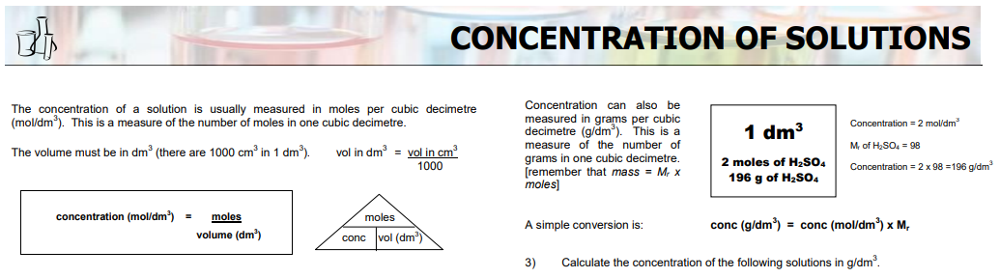 CONCENTRATION OF SOLUTIONS
The concentration of a solution is usually measured in moles per cubic decimetre
(mol/dm³). This is a measure of the number of moles in one cubic decimetre.
The volume must be in dm³ (there are 1000 cm³ in 1 dm³).
vol in dm³ = vol in cm³
1000
concentration (mol/dm³) = moles
volume (dm³)
moles
conc vol (dm³)
Concentration can also be
measured in grams per cubic
decimetre (g/dm³). This is a
measure of the number of
grams in one cubic decimetre.
[remember that mass = Mᵣ x
moles]
1 dm³
2 moles of H₂SO₄
196 g of H₂SO₄
Concentration = 2 mol/dm³
Mᵣ of H₂SO₄ = 98
Concentration = 2 x 98 =196 g/dm³
A simple conversion is:
conc (g/dm³) = conc (mol/dm³) x Mᵣ
3) Calculate the concentration of the following solutions in g/dm³.